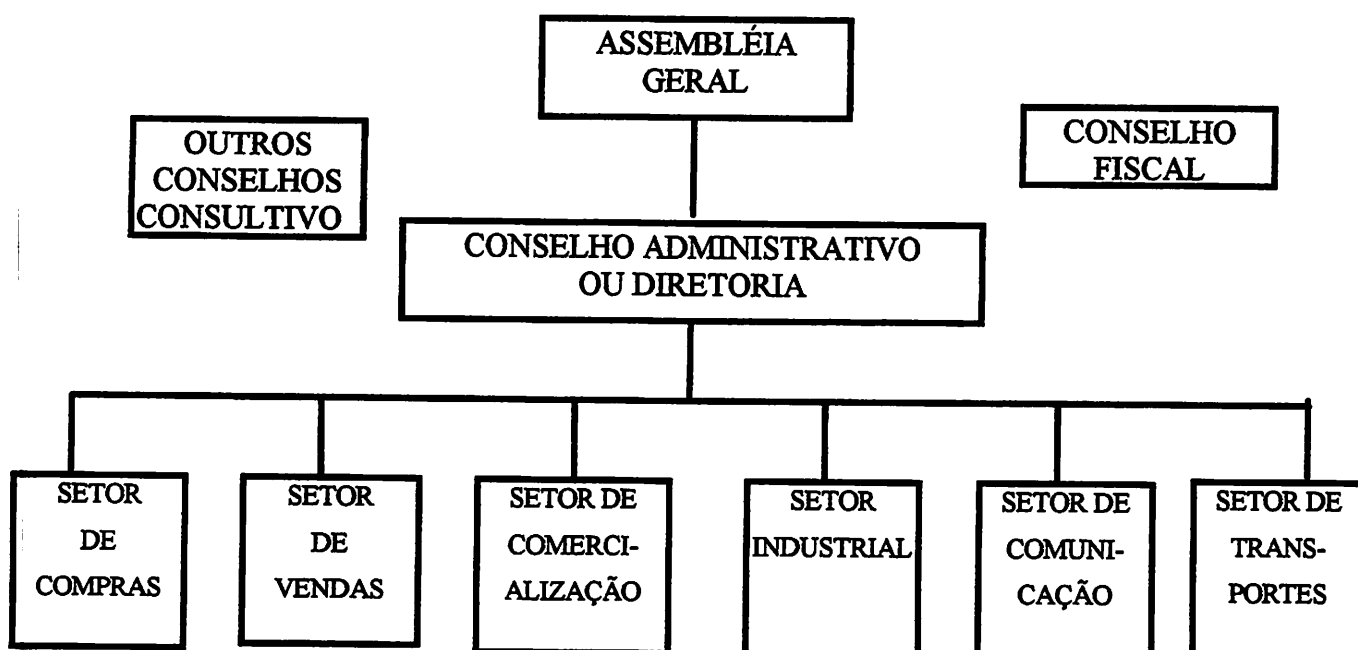 ASSEMBLÉIA
GERAL
OUTROS
CONSELHOS
CONSULTIVO
CONSELHO
FISCAL
CONSELHO ADMINISTRATIVO
OU DIRETORIA
SETOR
DE
COMPRAS
SETOR
DE
VENDAS
SETOR DE
COMERCI-
ALIZAÇÃO
SETOR
INDUSTRIAL
SETOR DE
COMUNI-
CAÇÃO
SETOR DE
TRANS-
PORTES